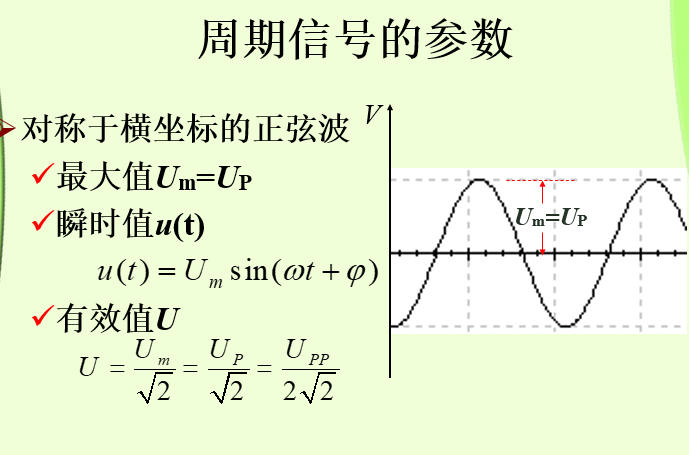 周期信号的参数
对称于横坐标的正弦波
最大值Um=UP
瞬时值u(t)
u(t) = Um sin(ωt + φ)
有效值U
U = Um/√2 = UP/√2 = UPP/2√2
V
Um=UP